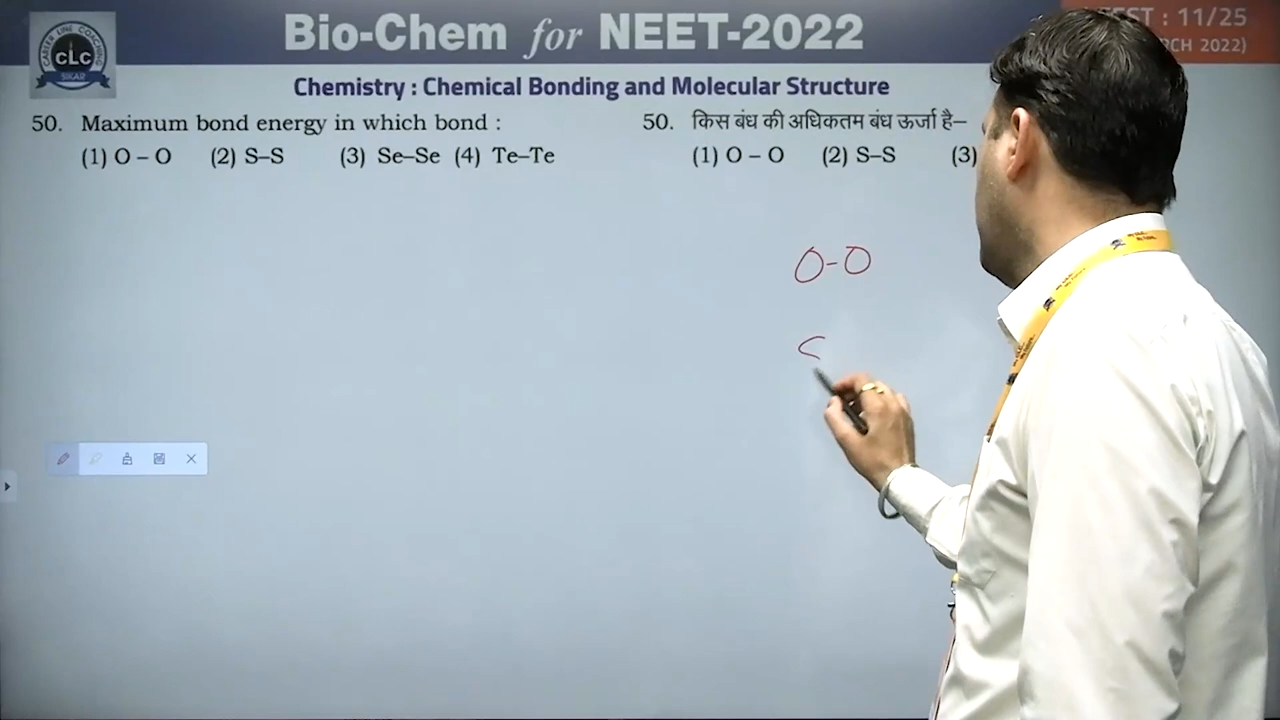 Bio-Chem for NEET-2022
TEST : 11/25
RCH 2022)
CAREER LINE COACHING
CLC
SIKAR
Chemistry : Chemical Bonding and Molecular Structure
50. Maximum bond energy in which bond :
(1) O – O (2) S–S (3) Se–Se (4) Te–Te
50. किस बंध की अधिकतम बंध ऊर्जा है–
(1) O – O (2) S–S (3)
O-O